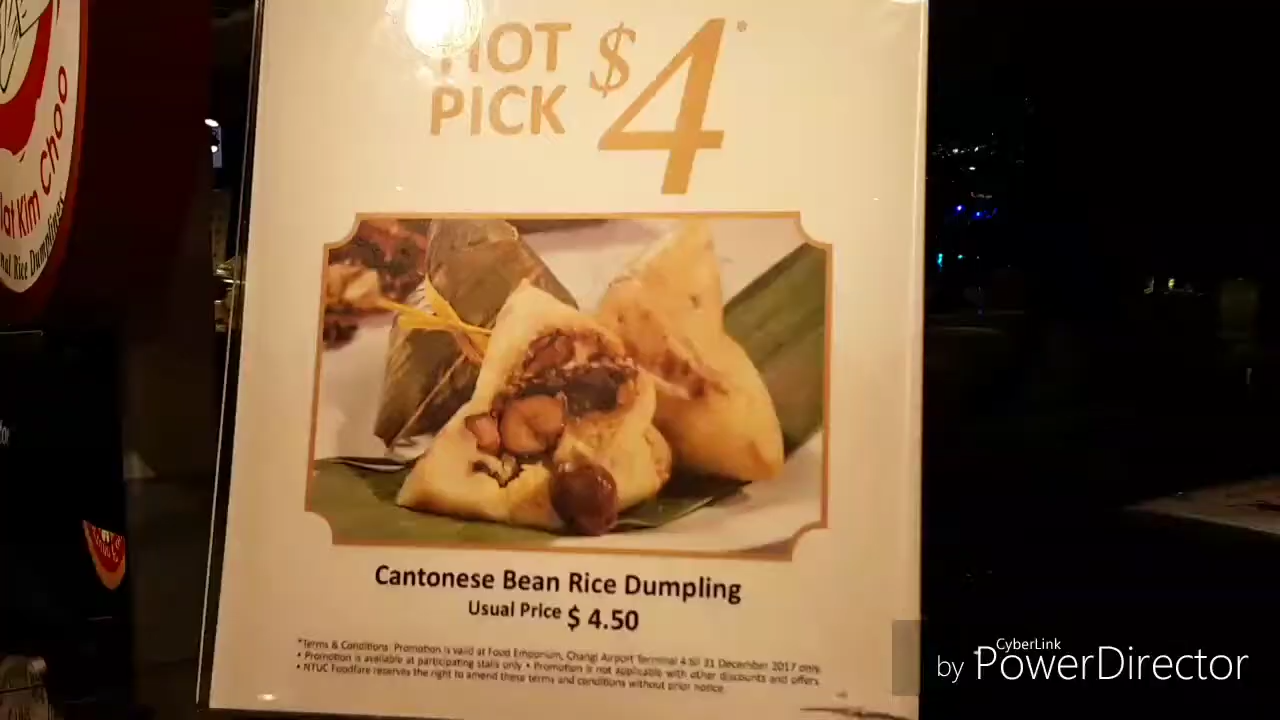 HOT
PICK
$4*
Kim Choo
Rice Dumplings
Cantonese Bean Rice Dumpling
Usual Price $ 4.50
*Terms & Conditions: Promotion is valid at Food Emporium, Changi Airport Terminal 4 till 31 December 2017 only.
• Promotion is available at participating stalls only • Promotion is not applicable with other discounts and offers
• NTUC Foodfare reserves the right to amend these terms and conditions without prior notice.
by CyberLink
PowerDirector